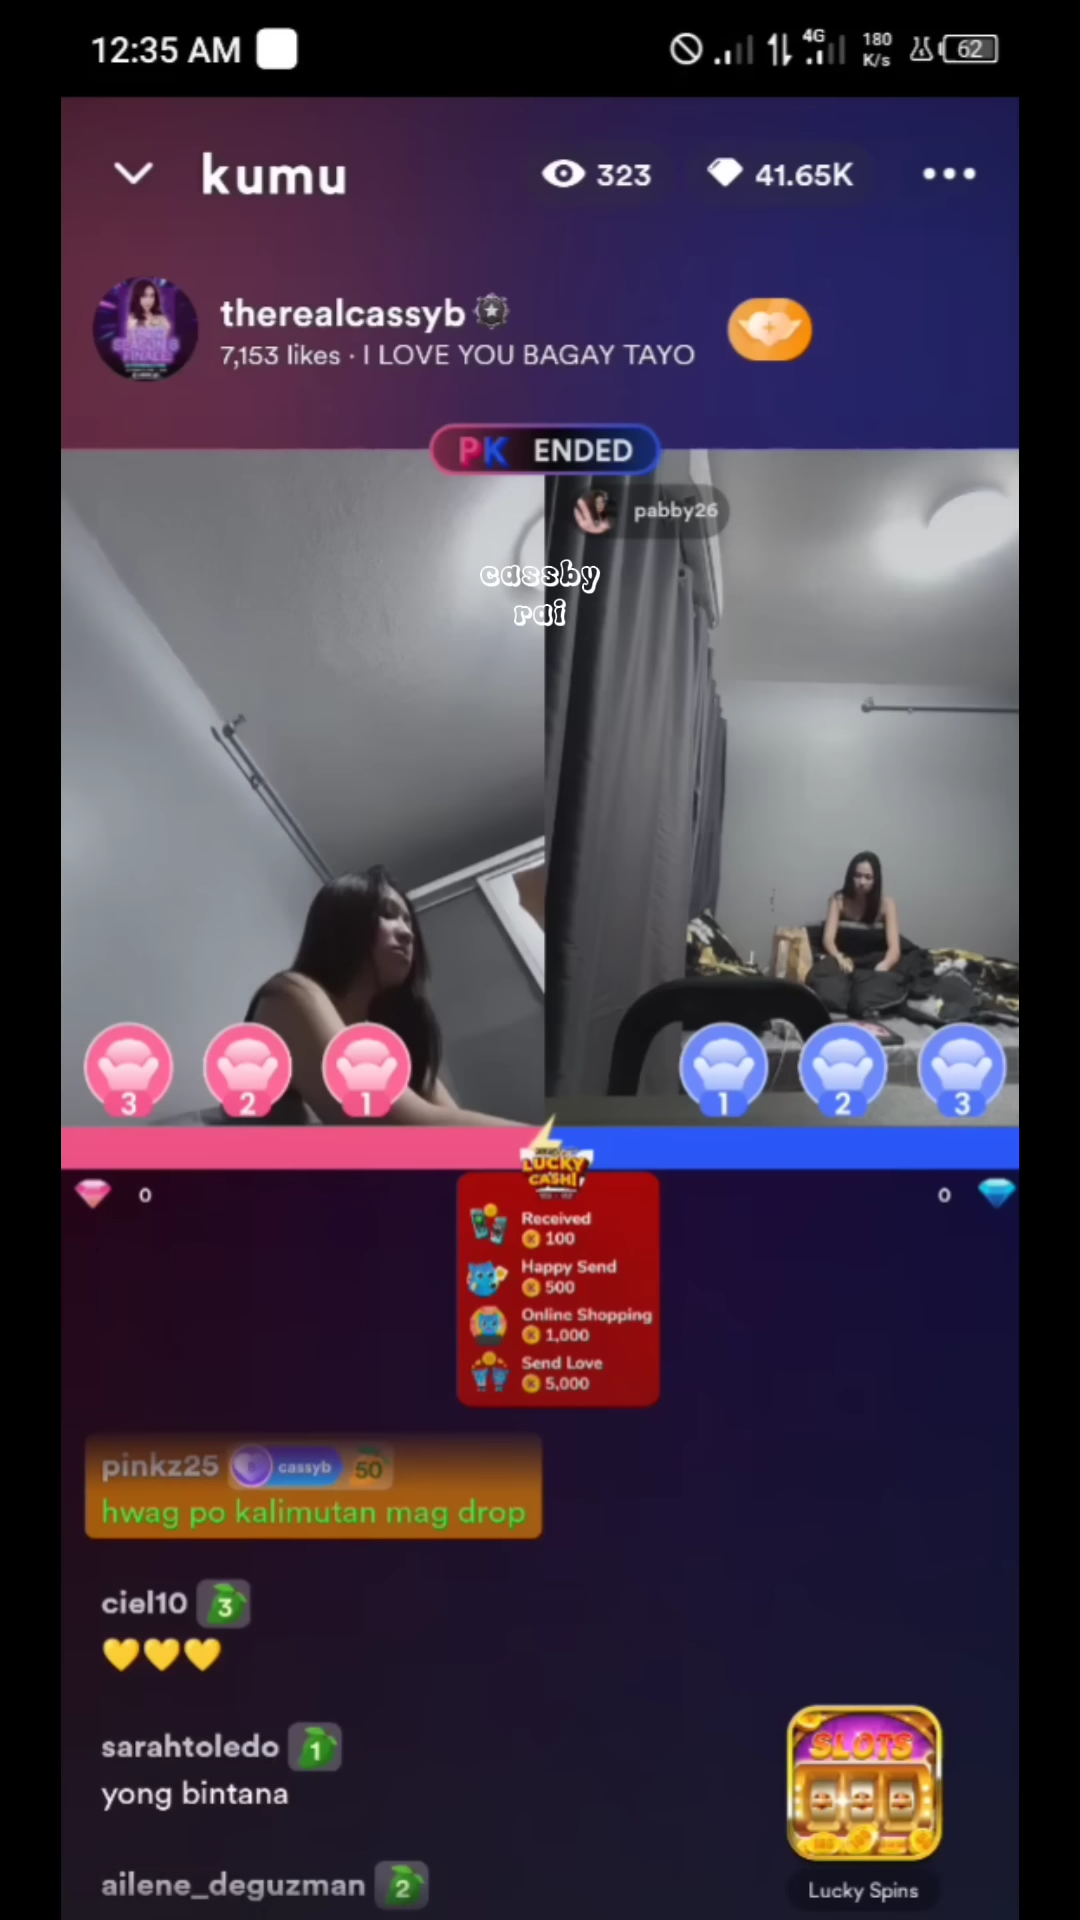 12:35 AM
4G
180
K/s
62
kumu
323
41.65K
therealcassyb
7,153 likes · I LOVE YOU BAGAY TAYO
SEASON 8
FINALE
PK ENDED
pabby26
cassby
rai
3
2
1
1
2
3
LUCKY
CASH!
0
0
Received
100
Happy Send
500
Online Shopping
1,000
Send Love
5,000
pinkz25 cassyb 50
hwag po kalimutan mag drop
ciel10 3
💛💛💛
sarahtoledo 1
yong bintana
SLOTS
ailene_deguzman 2
Lucky Spins